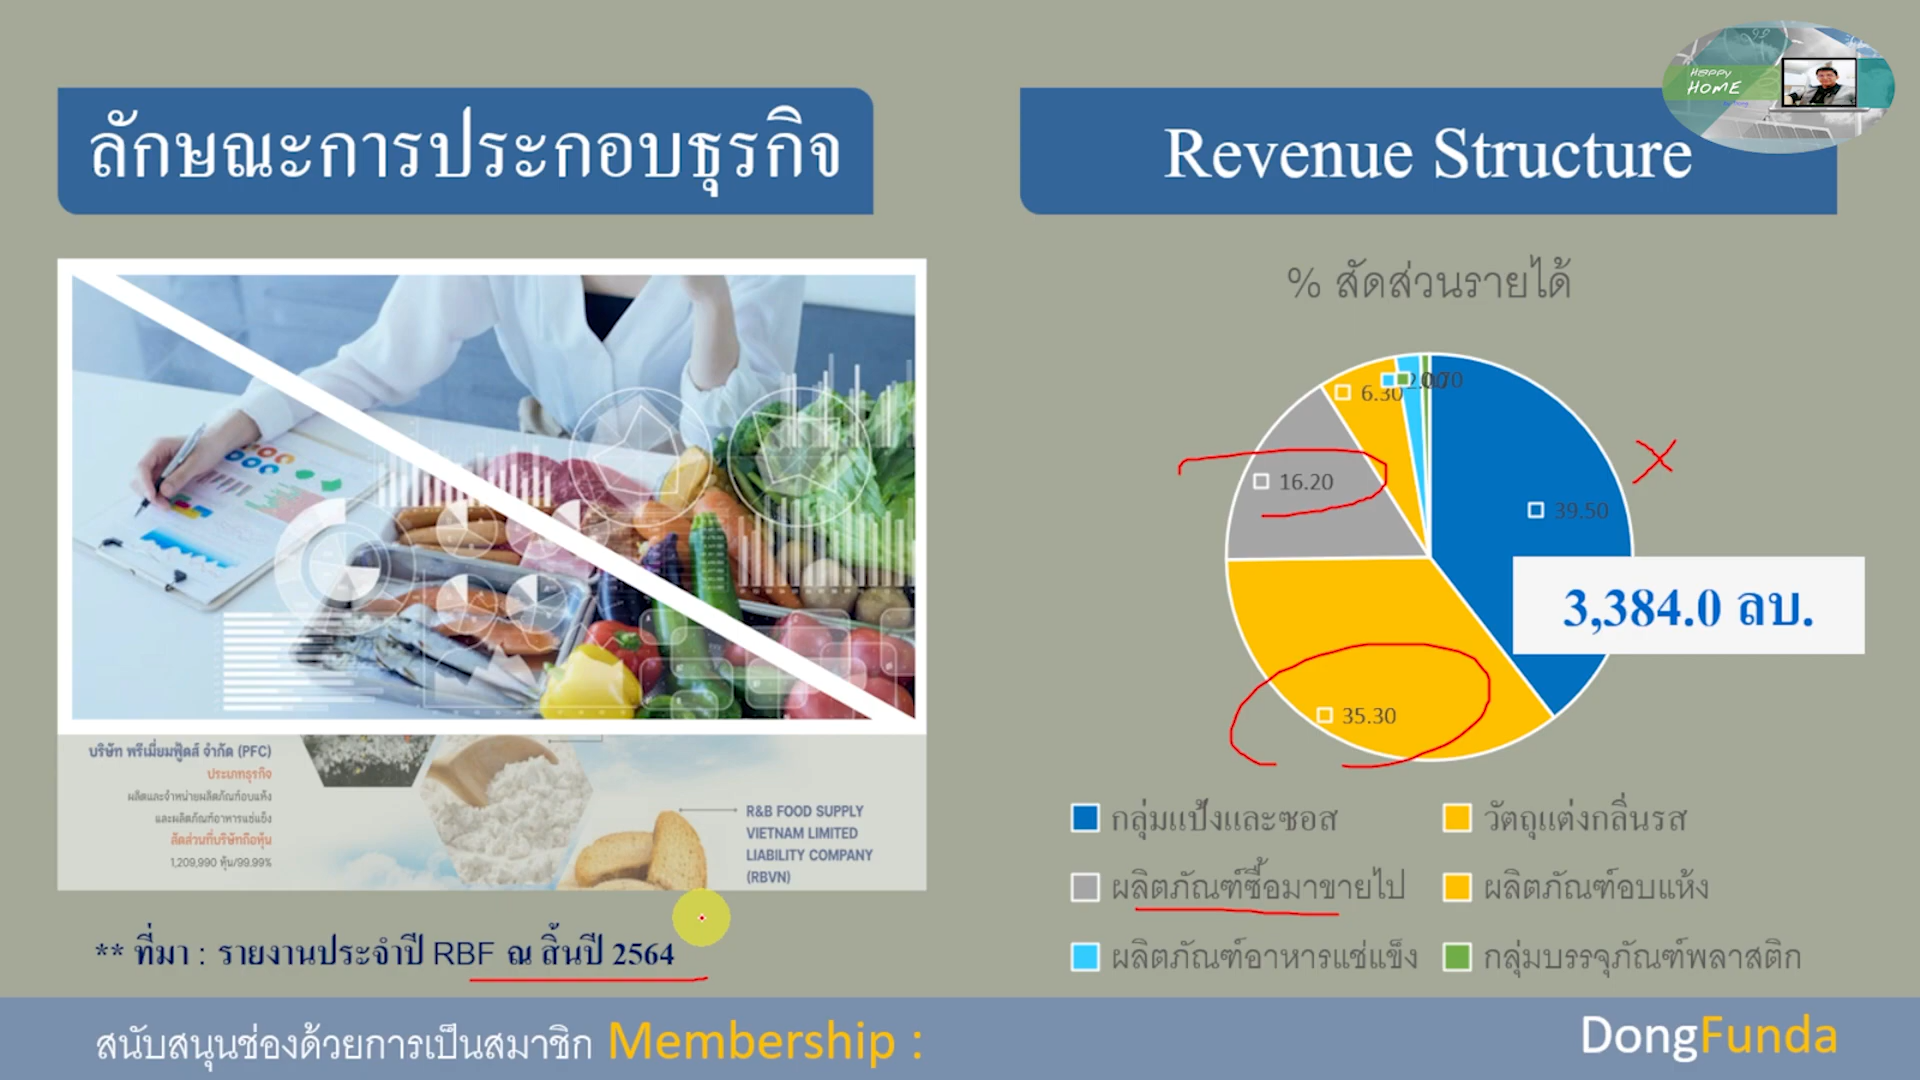 Happy
HOME
ลักษณะการประกอบธุรกิจ
Revenue Structure
% สัดส่วนรายได้
6.30
2.00
0.70
16.20
39.50
3,384.0 ลบ.
35.30
บริษัท พรีเมี่ยมฟู๊ดส์ จำกัด (PFC)
ประเภทธุรกิจ
ผลิตและจำหน่ายผลิตภัณฑ์อบแห้ง
และผลิตภัณฑ์อาหารแช่แข็ง
สัดส่วนที่บริษัทถือหุ้น
1,209,990 หุ้น/99.99%
R&B FOOD SUPPLY
VIETNAM LIMITED
LIABILITY COMPANY
(RBVN)
กลุ่มแป้งและซอส
วัตถุแต่งกลิ่นรส
ผลิตภัณฑ์ซื้อมาขายไป
ผลิตภัณฑ์อบแห้ง
ผลิตภัณฑ์อาหารแช่แข็ง
กลุ่มบรรจุภัณฑ์พลาสติก
** ที่มา : รายงานประจำปี RBF ณ สิ้นปี 2564
สนับสนุนช่องด้วยการเป็นสมาชิก Membership :
DongFunda